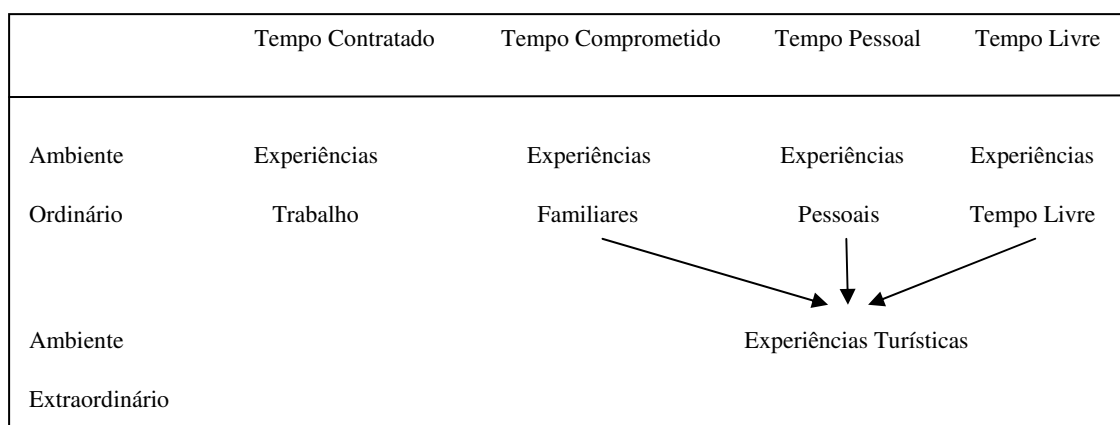 Tempo Contratado Tempo Comprometido Tempo Pessoal Tempo Livre
Ambiente Experiências Experiências Experiências Experiências
Ordinário Trabalho Familiares Pessoais Tempo Livre
Ambiente Experiências Turísticas
Extraordinário